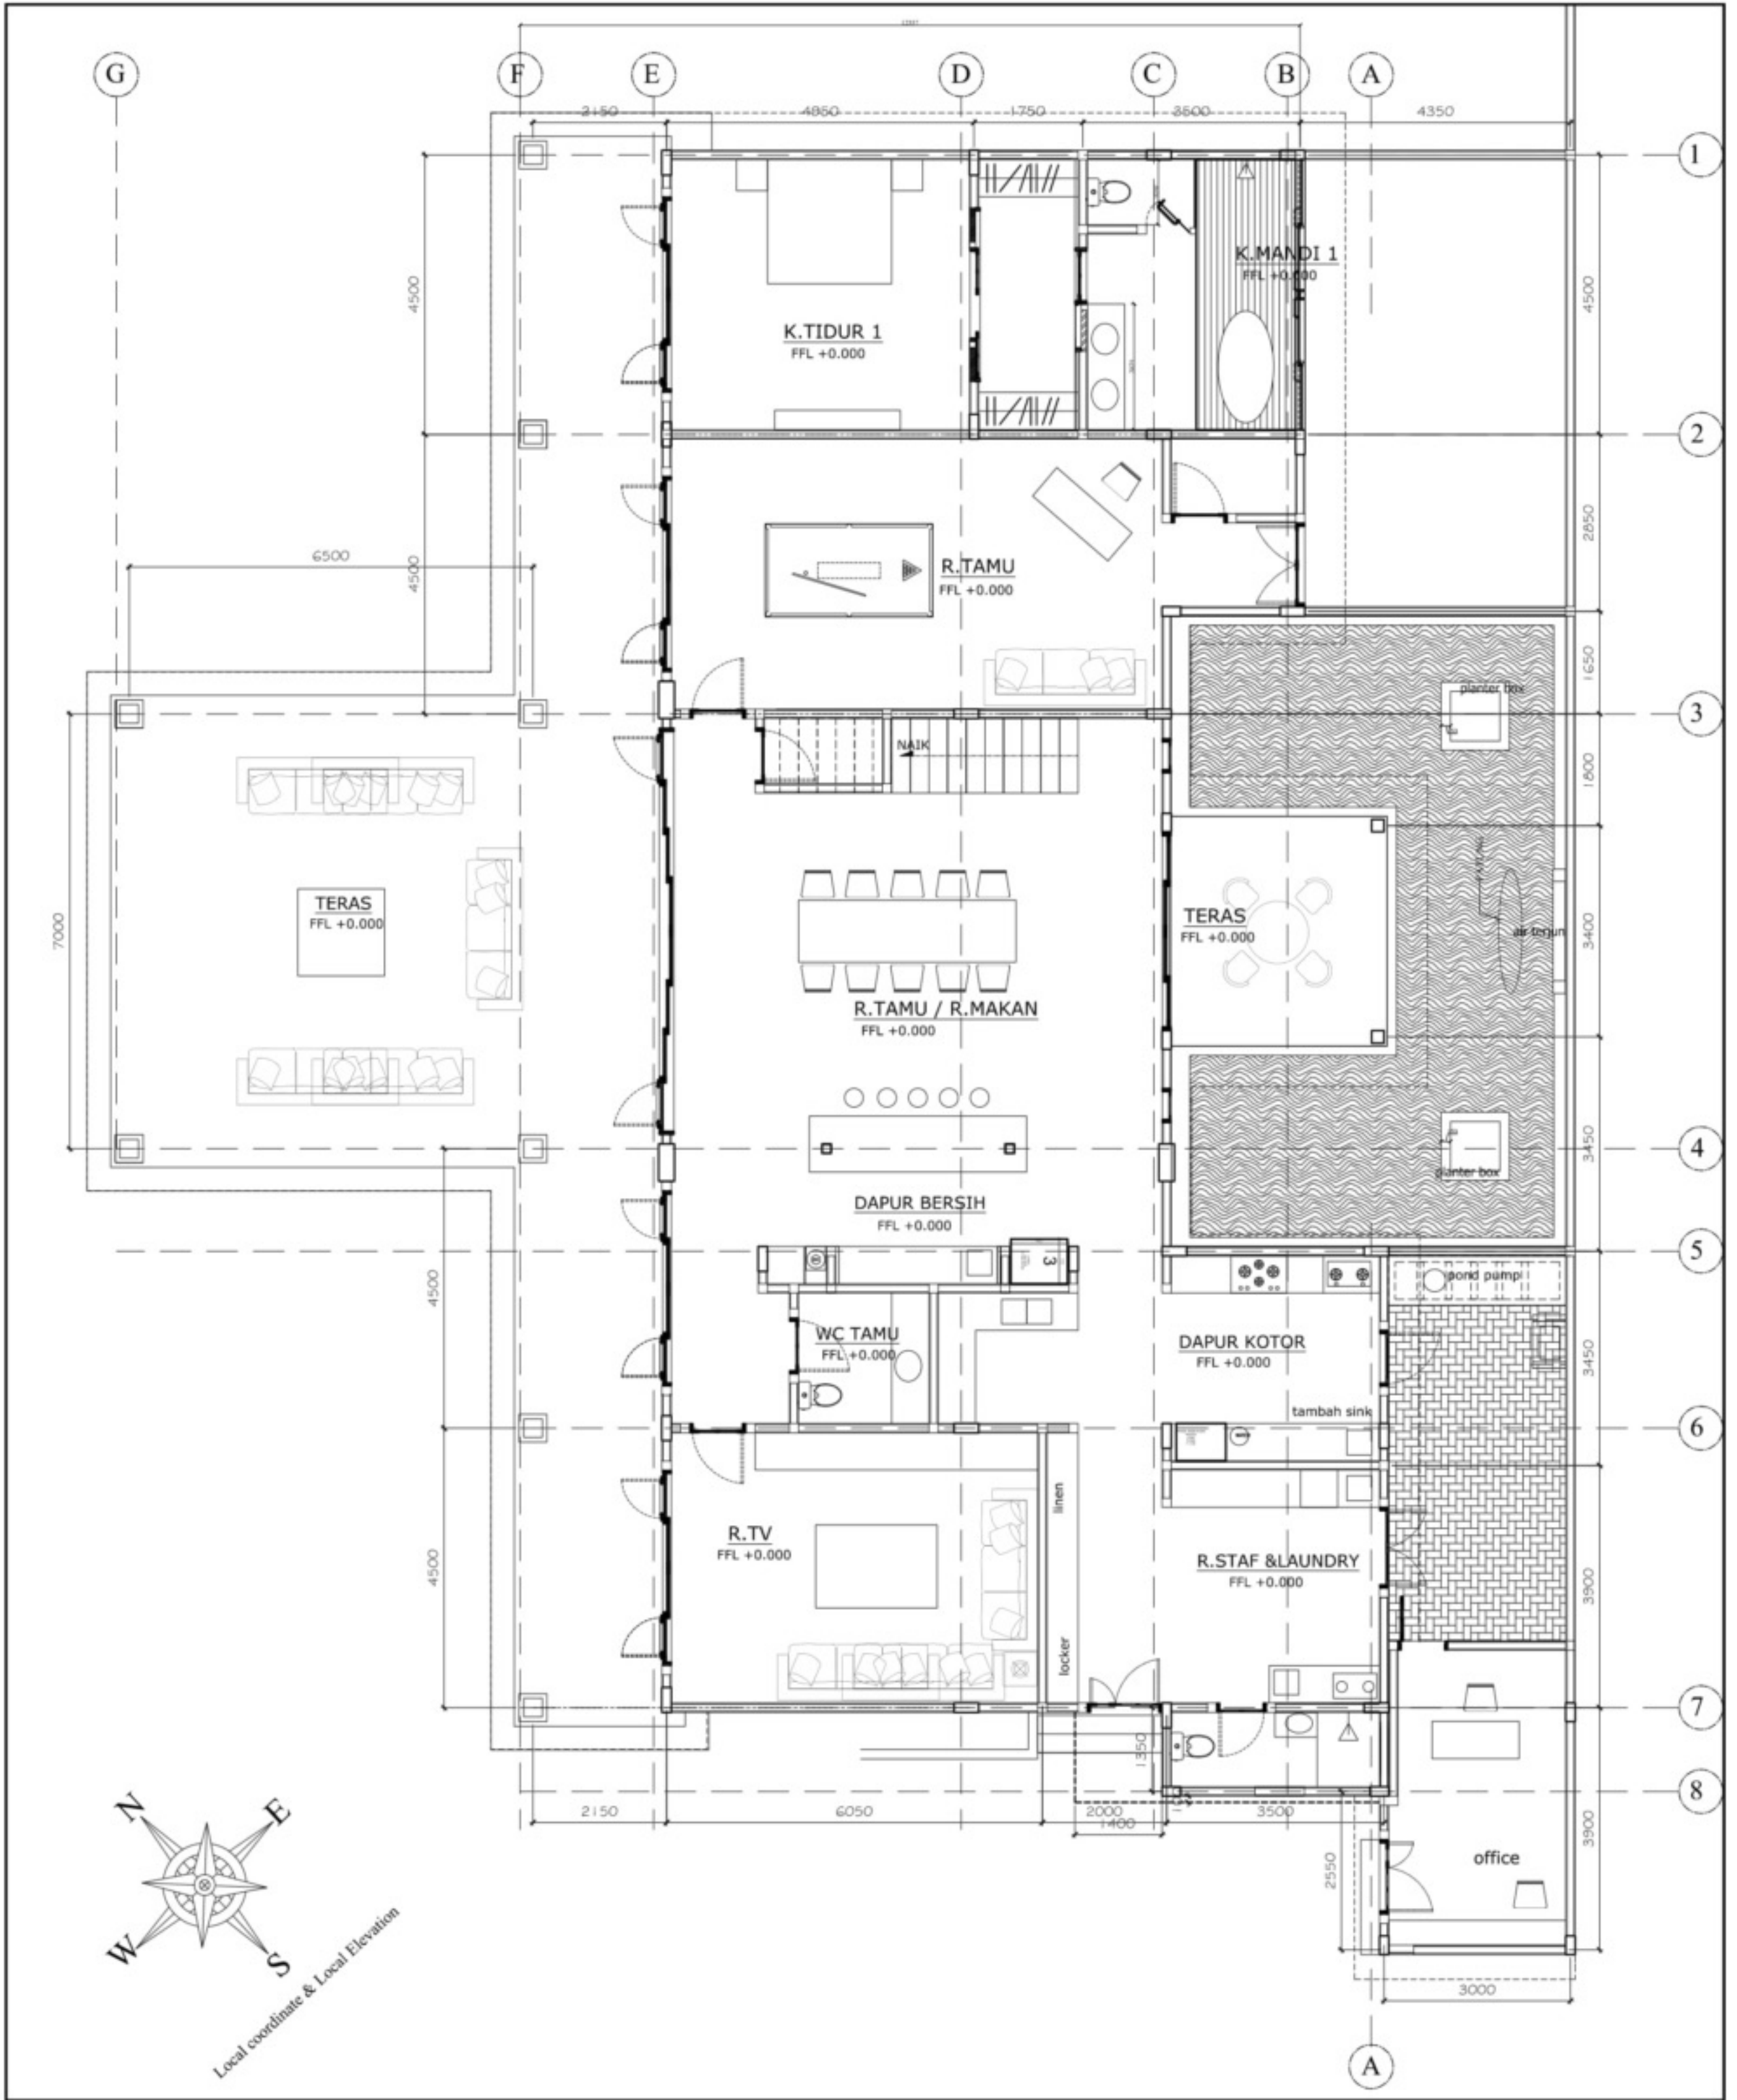 G
F
E
D
C
B
A
2150
4950
1750
3500
4350
1
4500
K.MANDI 1
FFL +0.000
4500
K.TIDUR 1
FFL +0.000
2
2850
6500
4500
R.TAMU
FFL +0.000
1650
planter box
3
NAIK
1800
7000
TERAS
FFL +0.000
TERAS
FFL +0.000
PATUNG
air terjun
3400
R.TAMU / R.MAKAN
FFL +0.000
3450
4
planter box
DAPUR BERSIH
FFL +0.000
5
3
pond pump
4500
WC TAMU
FFL +0.000
DAPUR KOTOR
FFL +0.000
3450
tambah sink
6
linen
R.TV
FFL +0.000
R.STAF &LAUNDRY
FFL +0.000
4500
3900
locker
7
1350
8
2150
6050
2000
1400
3500
3900
2550
office
N
E
W
S
Local coordinate & Local Elevation
3000
A